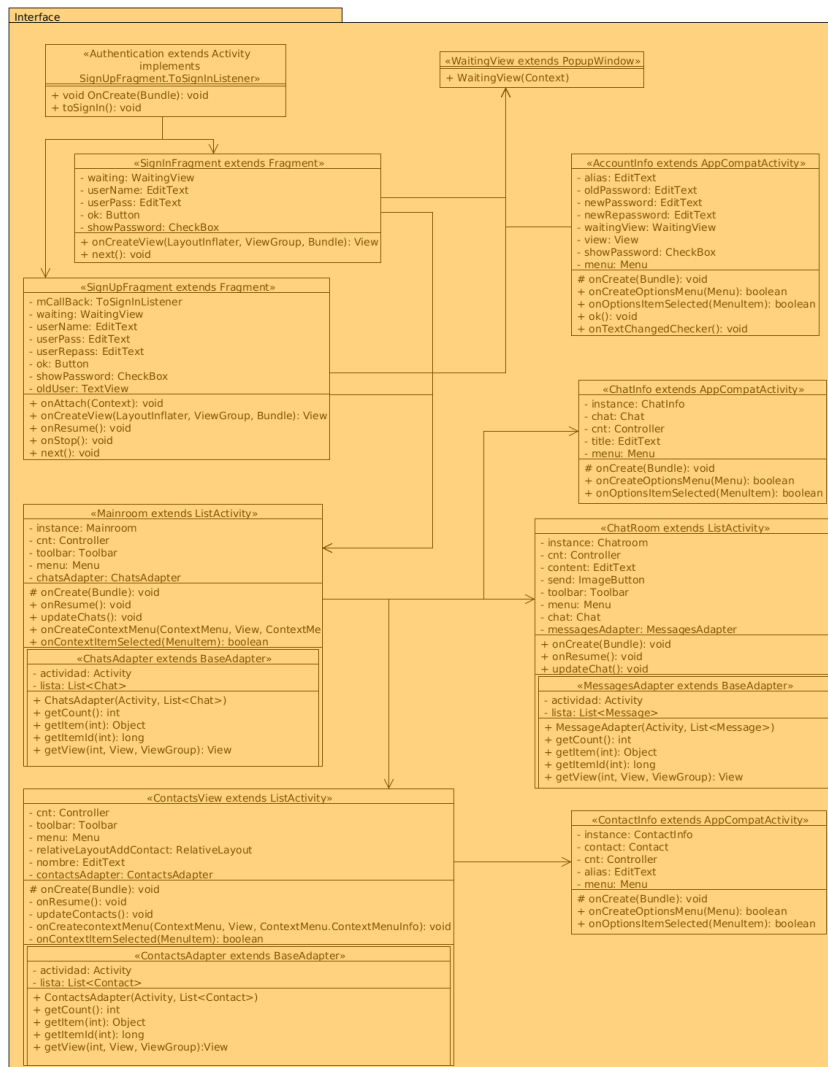 Interface
«Authentication extends Activity
implements
SignUpFragment.ToSignInListener»
+ void OnCreate(Bundle): void
+ toSignIn(): void
«WaitingView extends PopupWindow»
+ WaitingView(Context)
«SignInFragment extends Fragment»
- waiting: WaitingView
- userName: EditText
- userPass: EditText
- ok: Button
- showPassword: CheckBox
+ onCreateView(LayoutInflater, ViewGroup, Bundle): View
+ next(): void
«AccountInfo extends AppCompatActivity»
- alias: EditText
- oldPassword: EditText
- newPassword: EditText
- newRepassword: EditText
- waitingView: WaitingView
- view: View
- showPassword: CheckBox
- menu: Menu
# onCreate(Bundle): void
+ onCreateOptionsMenu(Menu): boolean
+ onOptionsItemSelected(MenuItem): boolean
+ ok(): void
+ onTextChangedChecker(): void
«SignUpFragment extends Fragment»
- mCallBack: ToSignInListener
- waiting: WaitingView
- userName: EditText
- userPass: EditText
- userRepass: EditText
- ok: Button
- showPassword: CheckBox
- oldUser: TextView
+ onAttach(Context): void
+ onCreateView(LayoutInflater, ViewGroup, Bundle): View
+ onResume(): void
+ onStop(): void
+ next(): void
«ChatInfo extends AppCompatActivity»
- instance: ChatInfo
- chat: Chat
- cnt: Controller
- title: EditText
- menu: Menu
# onCreate(Bundle): void
+ onCreateOptionsMenu(Menu): boolean
+ onOptionsItemSelected(MenuItem): boolean
«Mainroom extends ListActivity»
- instance: Mainroom
- cnt: Controller
- toolbar: Toolbar
- menu: Menu
- chatsAdapter: ChatsAdapter
# onCreate(Bundle): void
+ onResume(): void
+ updateChats(): void
+ onCreateContextMenu(ContextMenu, View, ContextMe
+ onContextItemSelected(MenuItem): boolean
«ChatsAdapter extends BaseAdapter»
- actividad: Activity
- lista: List<Chat>
+ ChatsAdapter(Activity, List<Chat>)
+ getCount(): int
+ getItem(int): Object
+ getItemId(int): long
+ getView(int, View, ViewGroup): View
«ChatRoom extends ListActivity»
- instance: Chatroom
- cnt: Controller
- content: EditText
- send: ImageButton
- toolbar: Toolbar
- menu: Menu
- chat: Chat
- messagesAdapter: MessagesAdapter
+ onCreate(Bundle): void
+ onResume(): void
+ updateChat(): void
«MessagesAdapter extends BaseAdapter»
- actividad: Activity
- lista: List<Message>
+ MessageAdapter(Activity, List<Message>)
+ getCount(): int
+ getItem(int): Object
+ getItemId(int): long
+ getView(int, View, ViewGroup): View
«ContactsView extends ListActivity»
- cnt: Controller
- toolbar: Toolbar
- menu: Menu
- relativeLayoutAddContact: RelativeLayout
- nombre: EditText
- contactsAdapter: ContactsAdapter
# onCreate(Bundle): void
- onResume(): void
- updateContacts(): void
- onCreatecontextMenu(ContextMenu, View, ContextMenu.ContextMenuInfo): void
- onContextItemSelected(MenuItem): boolean
«ContactsAdapter extends BaseAdapter»
- actividad: Activity
- lista: List<Contact>
+ ContactsAdapter(Activity, List<Contact>)
+ getCount(): int
+ getItem(int): Object
+ getItemId(int): long
+ getView(int, View, ViewGroup):View
«ContactInfo extends AppCompatActivity»
- instance: ContactInfo
- contact: Contact
- cnt: Controller
- alias: EditText
- menu: Menu
# onCreate(Bundle): void
+ onCreateOptionsMenu(Menu): boolean
+ onOptionsItemSelected(MenuItem): boolean